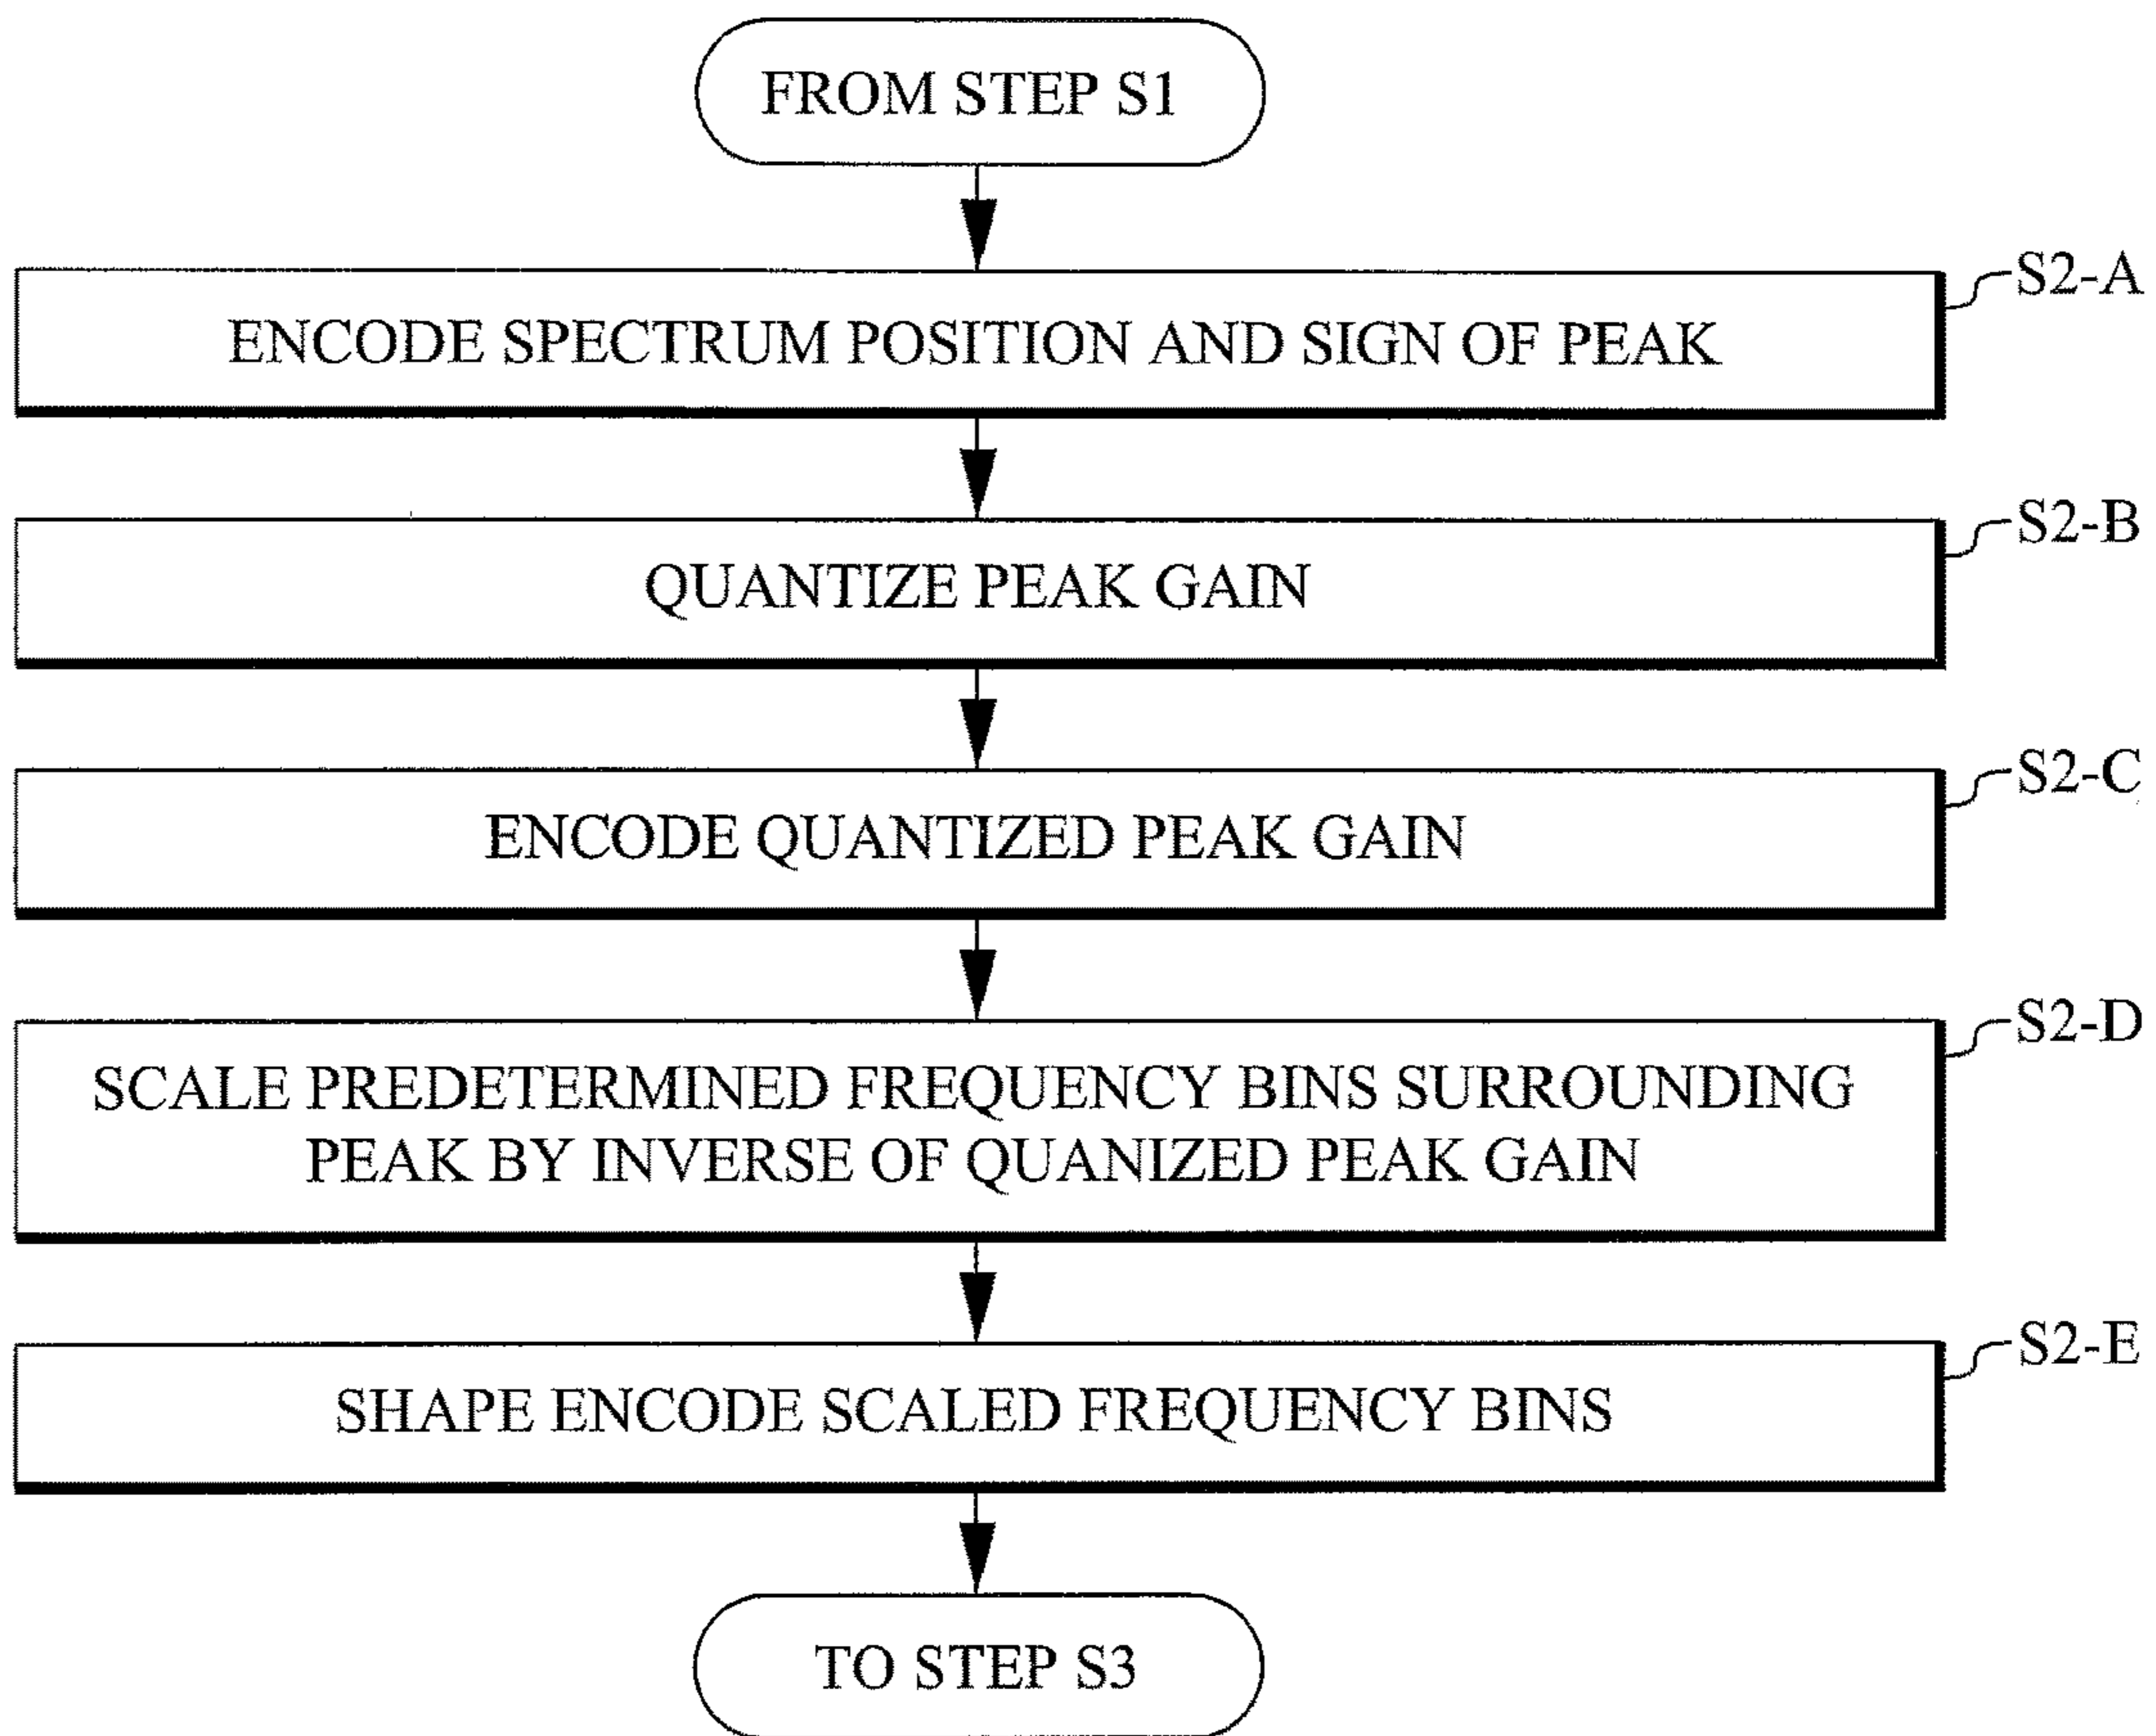 FROM STEP S1
S2-A
ENCODE SPECTRUM POSITION AND SIGN OF PEAK
S2-B
QUANTIZE PEAK GAIN
S2-C
ENCODE QUANTIZED PEAK GAIN
S2-D
SCALE PREDETERMINED FREQUENCY BINS SURROUNDING
PEAK BY INVERSE OF QUANIZED PEAK GAIN
S2-E
SHAPE ENCODE SCALED FREQUENCY BINS
TO STEP S3